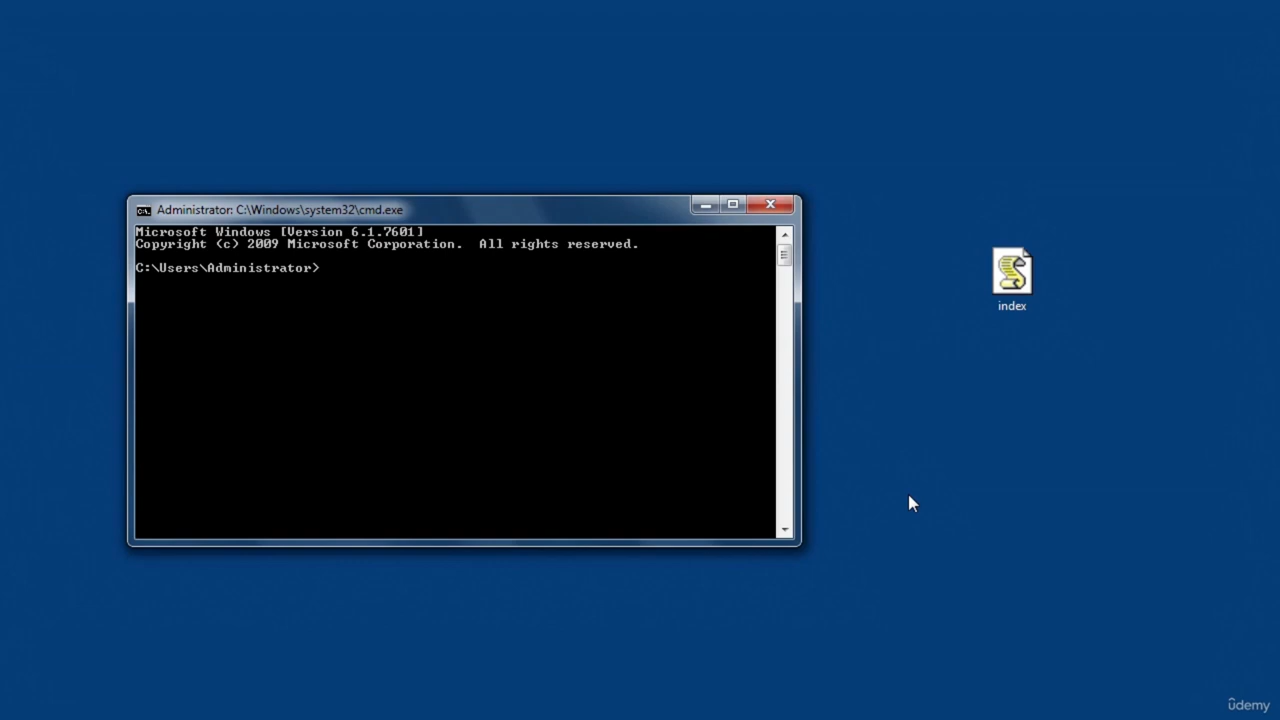 Administrator: C:\Windows\system32\cmd.exe
Microsoft Windows [Version 6.1.7601]
Copyright (c) 2009 Microsoft Corporation.  All rights reserved.
C:\Users\Administrator>
index
ûdemy